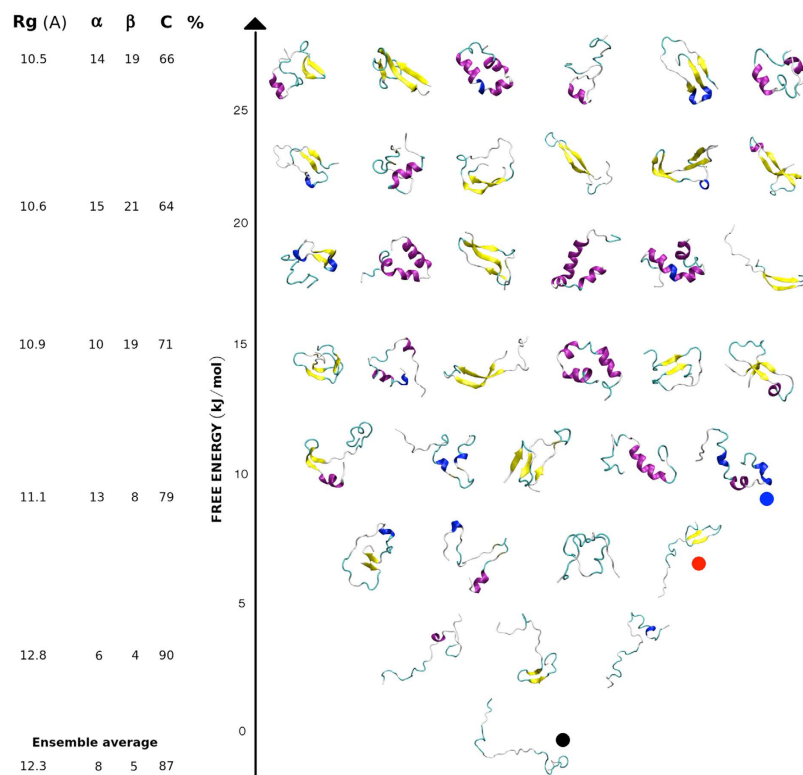 Rg (A) α β C %
10.5 14 19 66
25
10.6 15 21 64
20
10.9 10 19 71
15
FREE ENERGY (kJ/mol)
10
11.1 13 8 79
5
12.8 6 4 90
0
Ensemble average
12.3 8 5 87